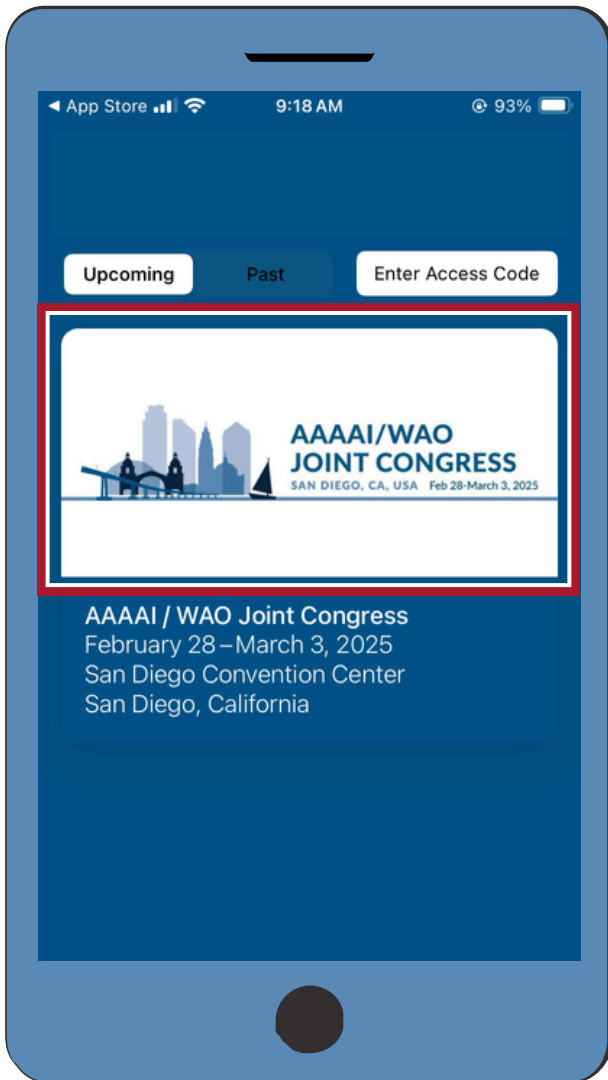 App Store 9:18 AM 93%
Upcoming Past Enter Access Code
AAAAI/WAO
JOINT CONGRESS
SAN DIEGO, CA, USA Feb 28-March 3, 2025
AAAAI / WAO Joint Congress
February 28–March 3, 2025
San Diego Convention Center
San Diego, California